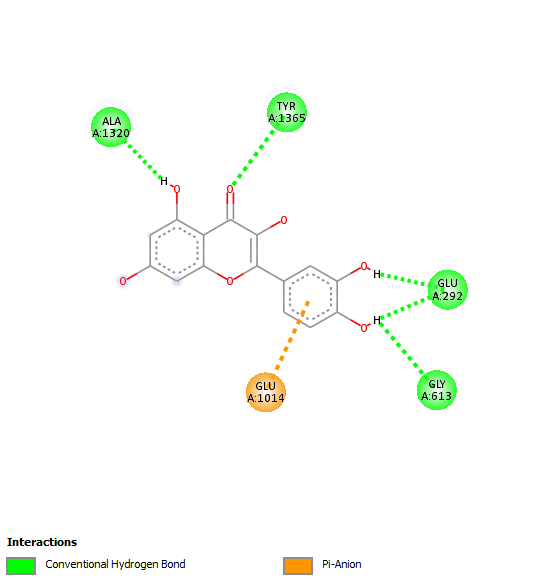 TYR
A:1365
ALA
A:1320
H
O
O
O
O
H
GLU
A:292
O
O
H
O
GLU
A:1014
GLY
A:613
Interactions
Conventional Hydrogen Bond
Pi-Anion